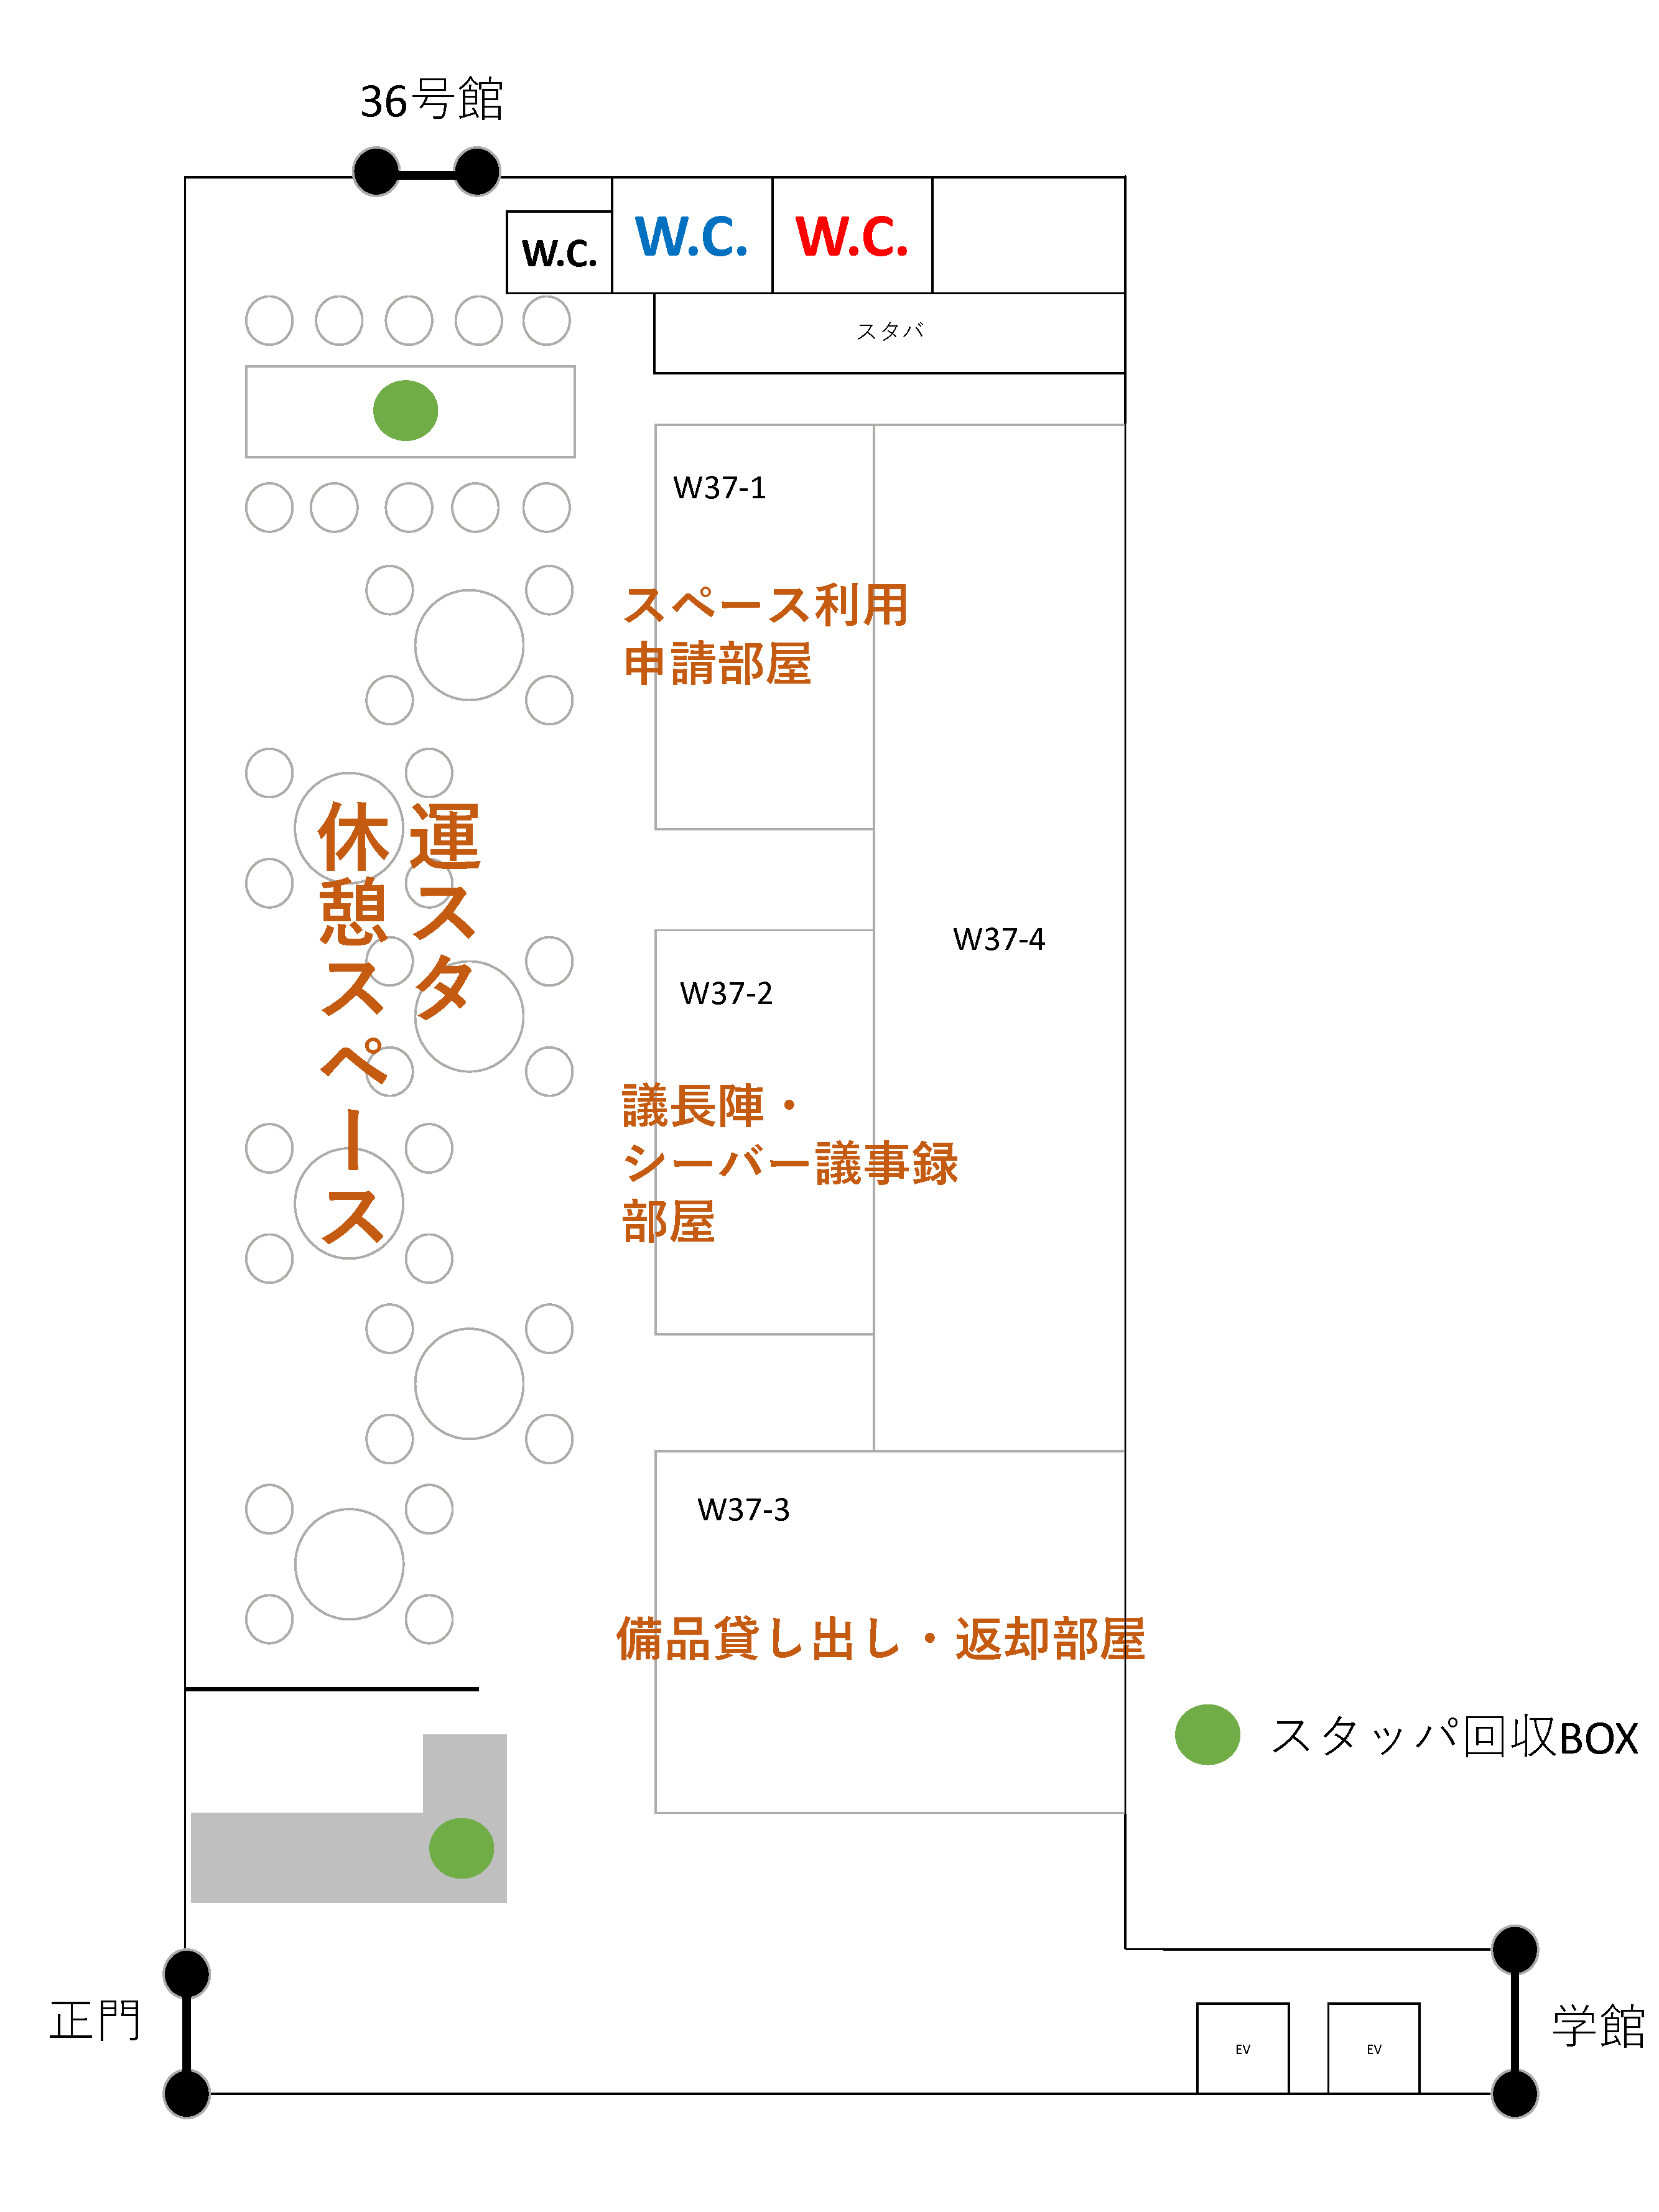 36号館
W.C.
W.C.
W.C.
スタバ
W37-1
スペース利用
申請部屋
運スタ
休憩スペース
W37-4
W37-2
議長陣・
シーバー議事録
部屋
W37-3
備品貸し出し・返却部屋
スタッパ回収BOX
正門
EV
EV
学館